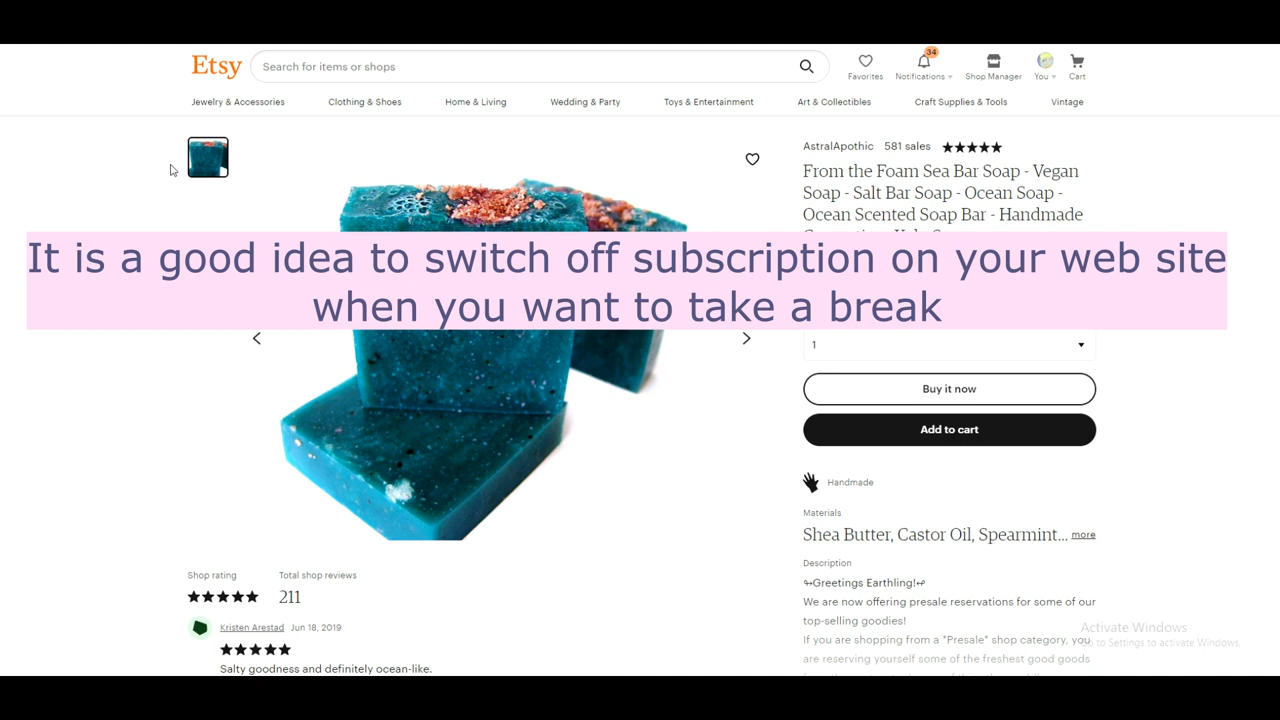 Etsy
Search for items or shops
34
Favorites
Notifications
Shop Manager
You
Cart
Jewelry & Accessories
Clothing & Shoes
Home & Living
Wedding & Party
Toys & Entertainment
Art & Collectibles
Craft Supplies & Tools
Vintage
AstralApothic 581 sales
From the Foam Sea Bar Soap - Vegan
Soap - Salt Bar Soap - Ocean Soap -
Ocean Scented Soap Bar - Handmade
It is a good idea to switch off subscription on your web site
when you want to take a break
1
Buy it now
Add to cart
Handmade
Materials
Shea Butter, Castor Oil, Spearmint... more
Description
↬Greetings Earthling!↫
We are now offering presale reservations for some of our
top-selling goodies!
If you are shopping from a "Presale" shop category, you
are reserving yourself some of the freshest good goods
Shop rating
Total shop reviews
211
Kristen Arestad Jun 18, 2019
Salty goodness and definitely ocean-like.
Activate Windows
Go to Settings to activate Windows.